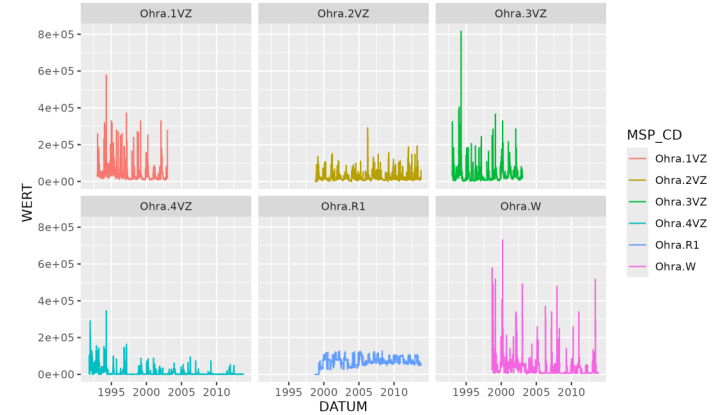 Ohra.1VZ Ohra.2VZ Ohra.3VZ
8e+05
6e+05
4e+05
2e+05
0e+00
Ohra.4VZ Ohra.R1 Ohra.W
8e+05
6e+05
4e+05
2e+05
0e+00
1995 2000 2005 2010 1995 2000 2005 2010 1995 2000 2005 2010
DATUM
WERT
MSP_CD
Ohra.1VZ
Ohra.2VZ
Ohra.3VZ
Ohra.4VZ
Ohra.R1
Ohra.W